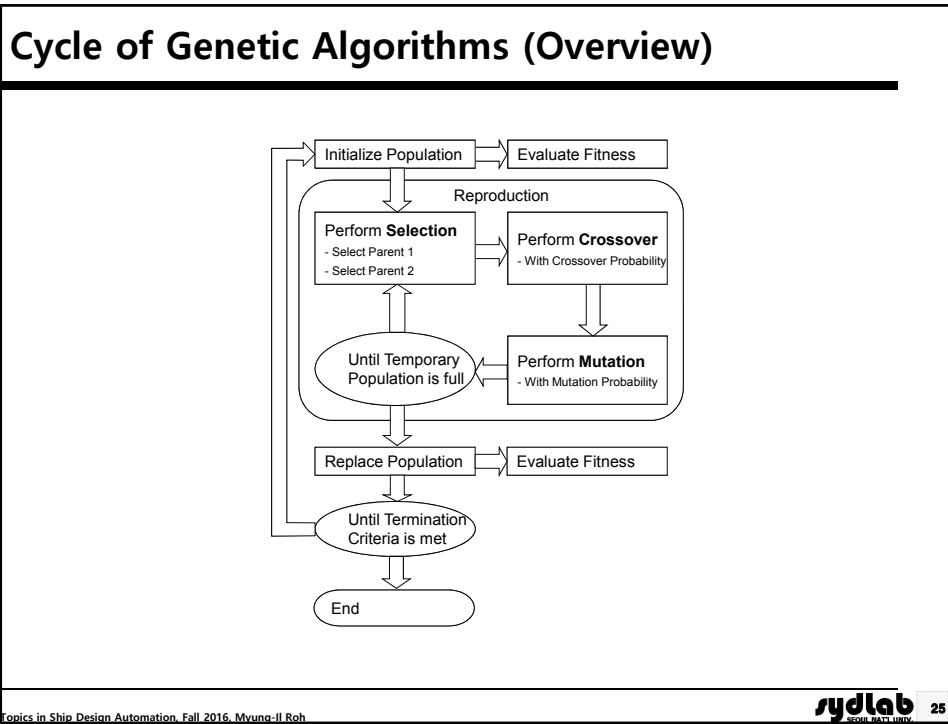 Cycle of Genetic Algorithms (Overview)
Initialize Population
Evaluate Fitness
Reproduction
Perform Selection
- Select Parent 1
- Select Parent 2
Perform Crossover
- With Crossover Probability
Until Temporary
Population is full
Perform Mutation
- With Mutation Probability
Replace Population
Evaluate Fitness
Until Termination
Criteria is met
End
Topics in Ship Design Automation, Fall 2016, Myung-Il Roh
sydlab
SEOUL NAT'L UNIV.
25